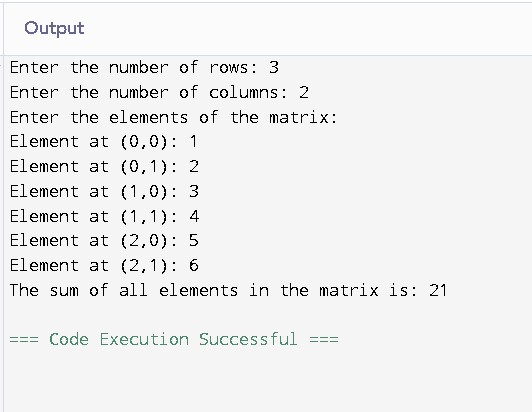 Output
Enter the number of rows: 3
Enter the number of columns: 2
Enter the elements of the matrix:
Element at (0,0): 1
Element at (0,1): 2
Element at (1,0): 3
Element at (1,1): 4
Element at (2,0): 5
Element at (2,1): 6
The sum of all elements in the matrix is: 21
=== Code Execution Successful ===